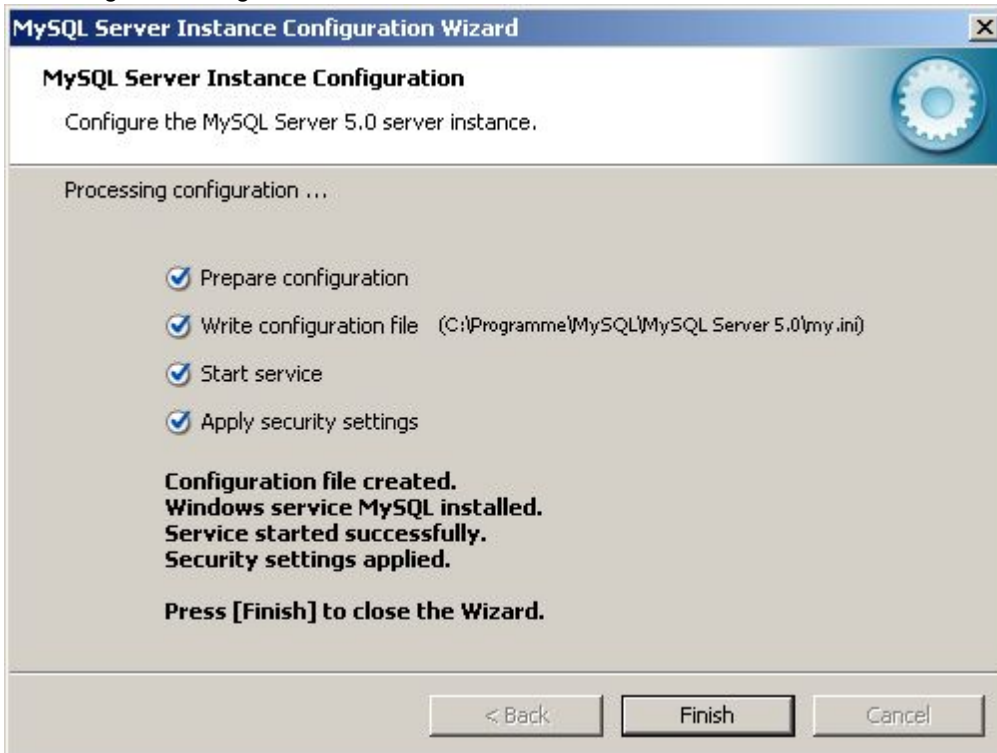 MySQL Server Instance Configuration Wizard
MySQL Server Instance Configuration
Configure the MySQL Server 5.0 server instance.
Processing configuration ...
Prepare configuration
Write configuration file (C:\Programme\MySQL\MySQL Server 5.0\my.ini)
Start service
Apply security settings
Configuration file created.
Windows service MySQL installed.
Service started successfully.
Security settings applied.
Press [Finish] to close the Wizard.
< Back Finish Cancel